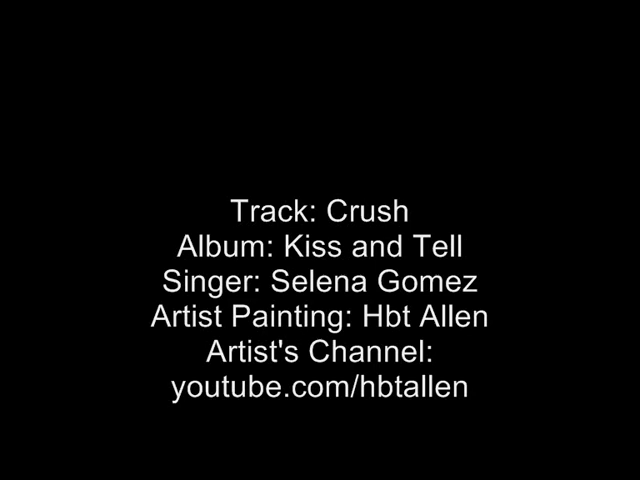 Track: Crush
Album: Kiss and Tell
Singer: Selena Gomez
Artist Painting: Hbt Allen
Artist's Channel:
youtube.com/hbtallen